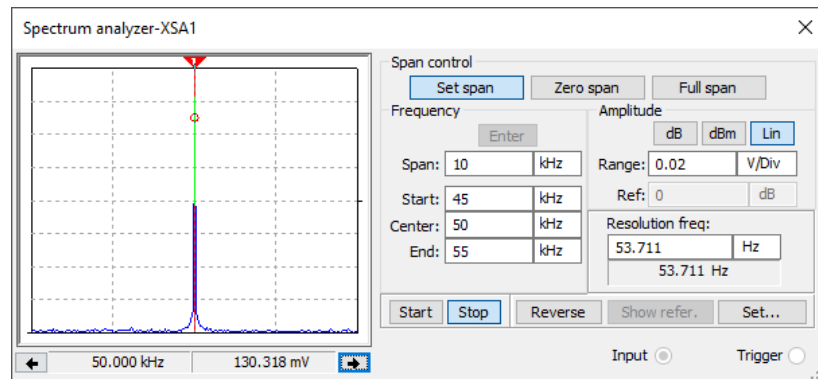 Spectrum analyzer-XSA1
1
Span control
Set span Zero span Full span
Frequency
Enter
Span: 10 kHz
Start: 45 kHz
Center: 50 kHz
End: 55 kHz
Amplitude
dB dBm Lin
Range: 0.02 V/Div
Ref: 0 dB
Resolution freq:
53.711 Hz
53.711 Hz
Start Stop Reverse Show refer. Set...
50.000 kHz 130.318 mV
Input Trigger